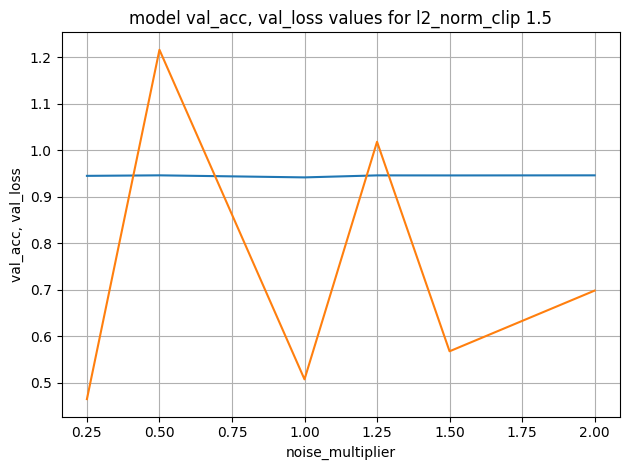 model val_acc, val_loss values for l2_norm_clip 1.5
val_acc, val_loss
1.2
1.1
1.0
0.9
0.8
0.7
0.6
0.5
0.25 0.50 0.75 1.00 1.25 1.50 1.75 2.00
noise_multiplier